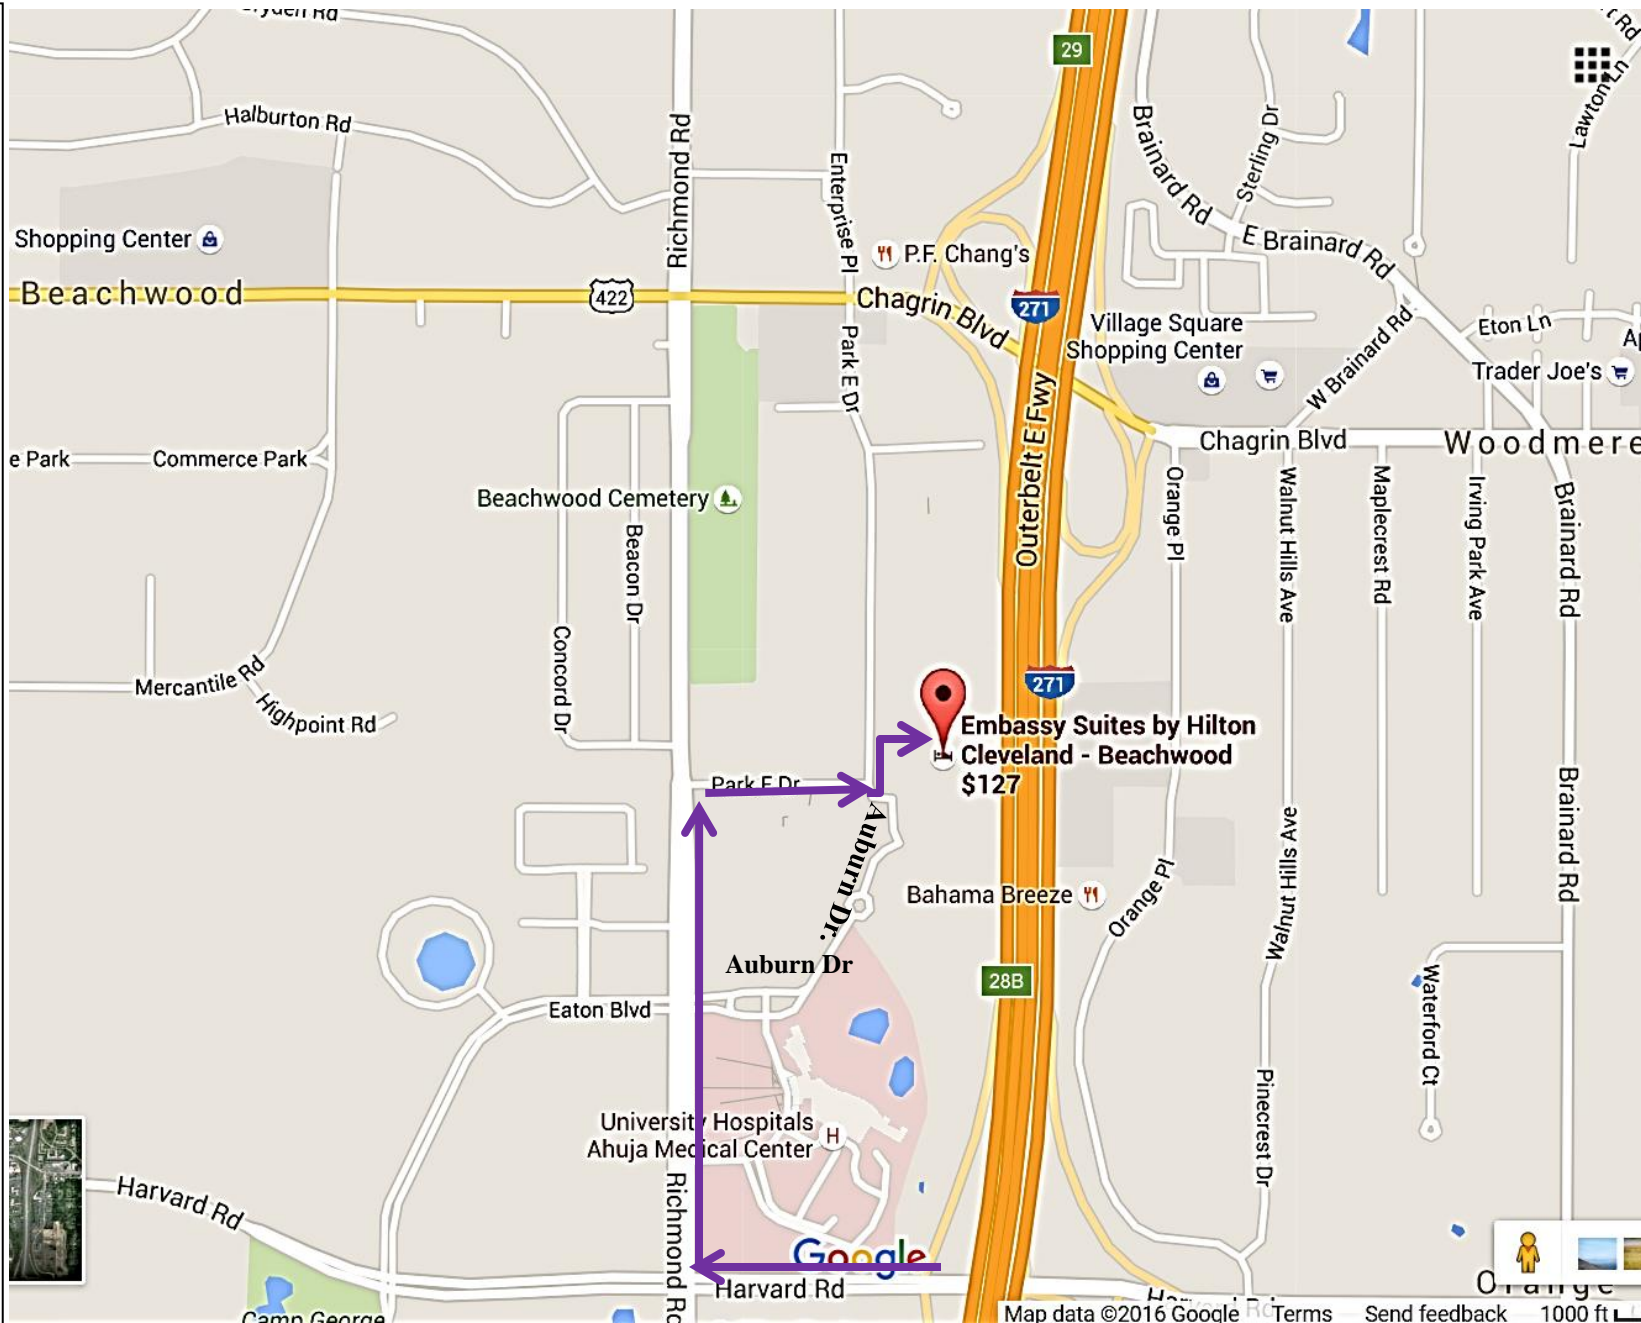 Halburton Rd
Richmond Rd
Enterprise Pl
29
Brainard Rd
Sterling Dr
Lawton Ln
E Brainard Rd
Shopping Center
P.F. Chang's
Beachwood
422
Chagrin Blvd
271
Village Square
Shopping Center
W Brainard Rd
Eton Ln
Trader Joe's
Park E Dr
Outerbelt E Fwy
e Park
Commerce Park
Chagrin Blvd
Woodmere
Beachwood Cemetery
Beacon Dr
Concord Dr
Orange Pl
Walnut Hills Ave
Maplecrest Rd
Irving Park Ave
Brainard Rd
Mercantile Rd
Highpoint Rd
271
Embassy Suites by Hilton
Cleveland - Beachwood
$127
Park E Dr
Auburn Dr.
Bahama Breeze
Orange Pl
Walnut Hills Ave
Brainard Rd
Auburn Dr
28B
Waterford Ct
Eaton Blvd
Pinecrest Dr
University Hospitals
Ahuja Medical Center
H
Harvard Rd
Richmond Rd
Google
Harvard Rd
Harvard Rd
Orange
Camp George
Map data ©2016 Google Terms Send feedback 1000 ft